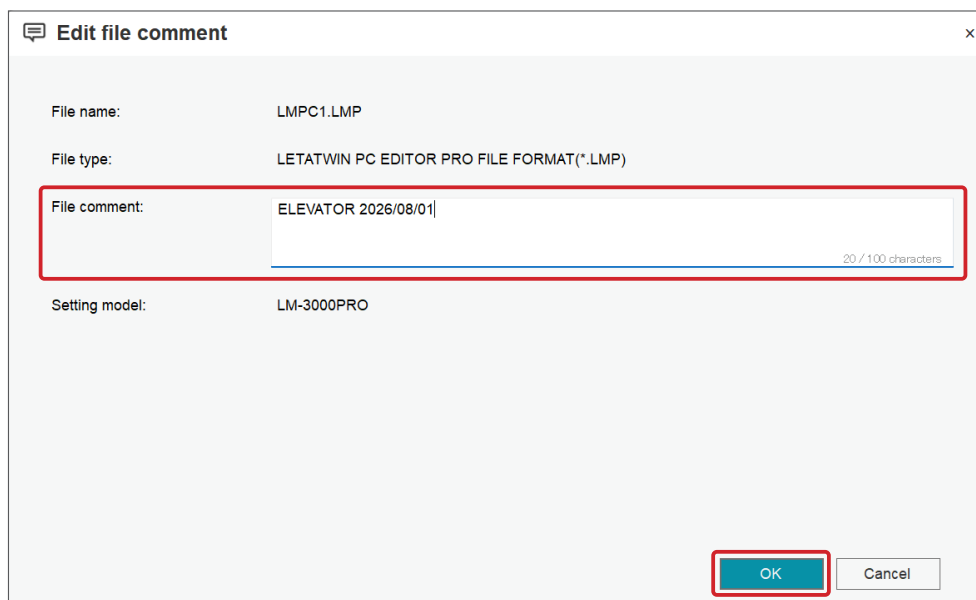 Edit file comment
File name: LMPC1.LMP
File type: LETATWIN PC EDITOR PRO FILE FORMAT(*.LMP)
File comment: ELEVATOR 2026/08/01
20 / 100 characters
Setting model: LM-3000PRO
OK Cancel